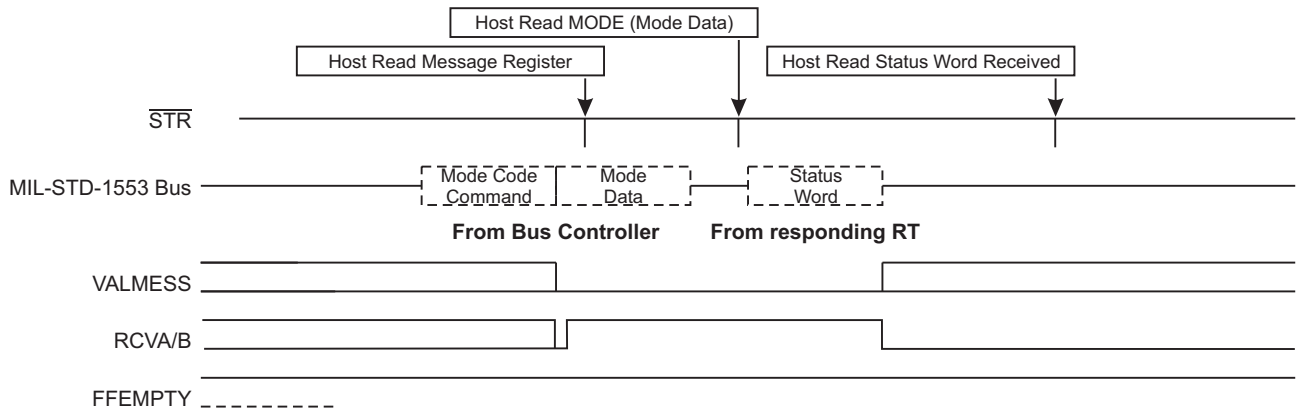 Host Read MODE (Mode Data)
Host Read Message Register
Host Read Status Word Received
STR
MIL-STD-1553 Bus
Mode Code
Command
Mode
Data
Status
Word
From Bus Controller
From responding RT
VALMESS
RCVA/B
FFEMPTY